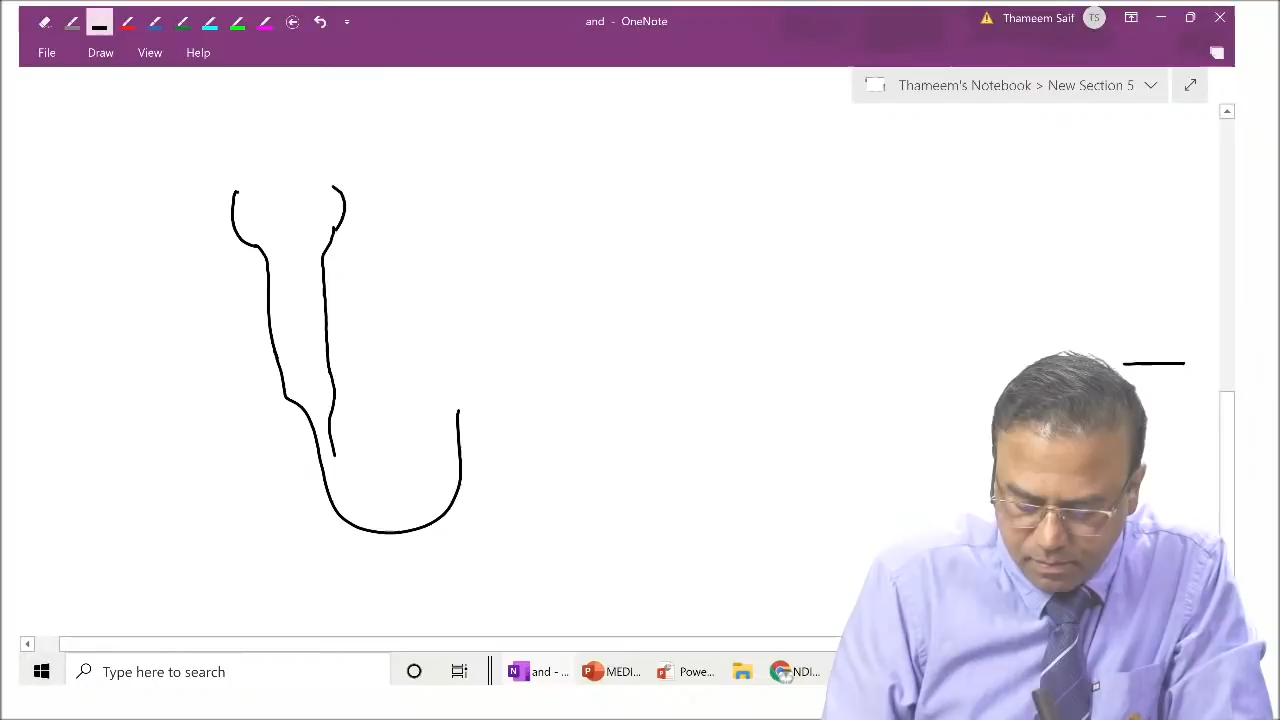 and - OneNote
Thameem Saif
TS
File
Draw
View
Help
Thameem's Notebook > New Section 5
Type here to search
and - ...
MEDI...
Powe...
NDI...